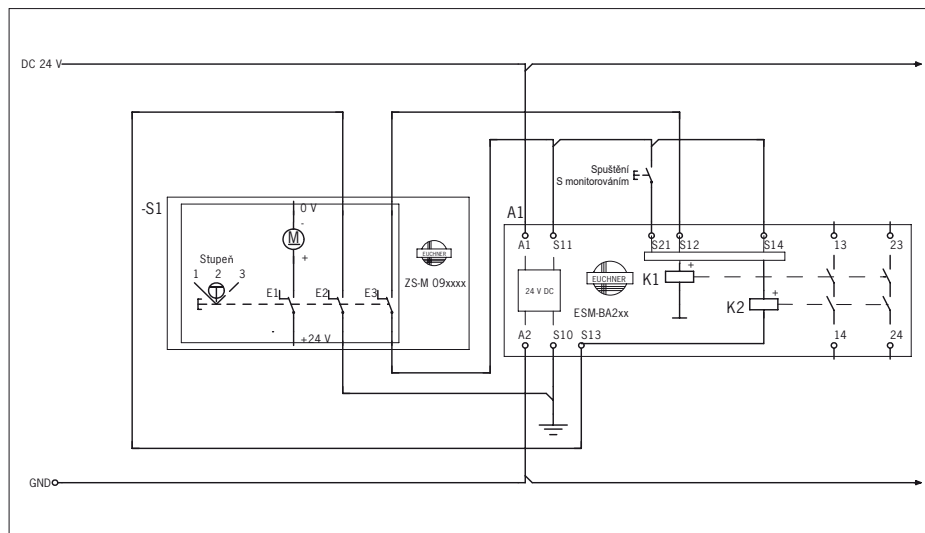 DC 24 V
Spuštění
S monitorováním
-S1
0 V
-
M
+
EUCHNER
ZS-M 09xxxx
Stupeň
1 2 3
T
E1 E2 E3
+24 V
A1
A1 S11 S21 S12 S14 13 23
24 V DC
EUCHNER
ESM-BA2xx
K1
+
K2
+
A2 S10 S13 14 24
GND